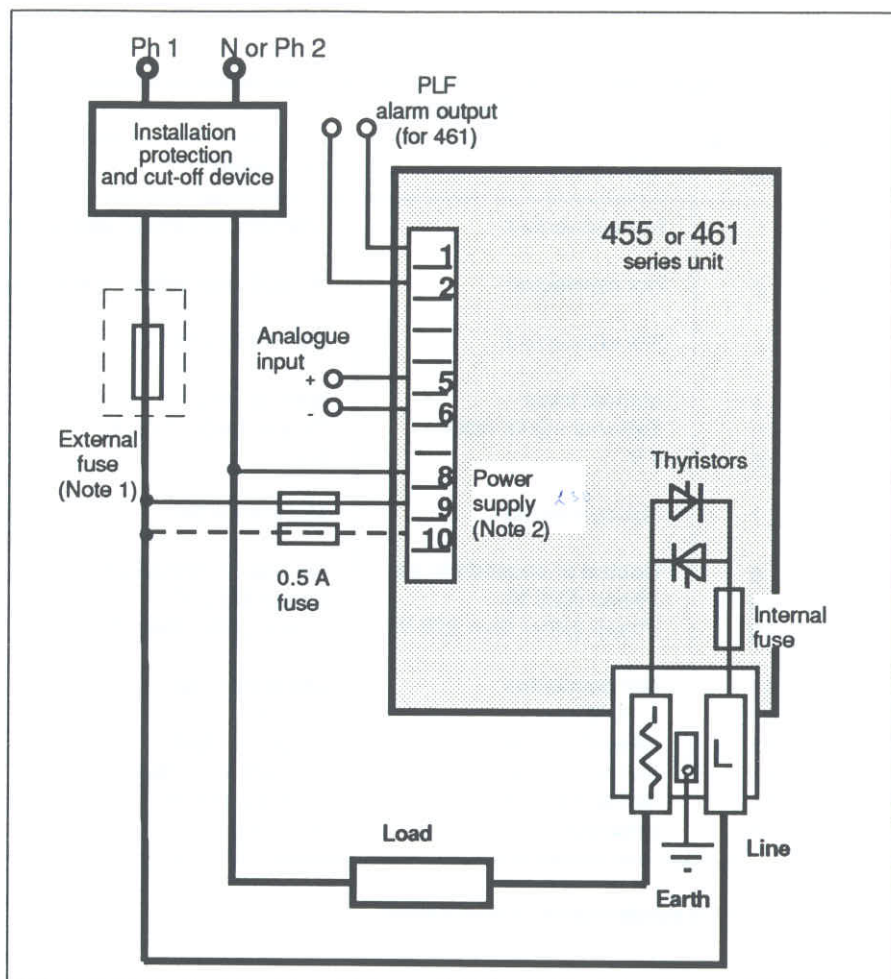 Ph 1
N or Ph 2
Installation
protection
and cut-off device
PLF
alarm output
(for 461)
455 or 461
series unit
1
2
Analogue
input
+
-
5
6
8
9
10
External
fuse
(Note 1)
Power
supply
(Note 2)
0.5 A
fuse
Thyristors
Internal
fuse
L
Load
Line
Earth